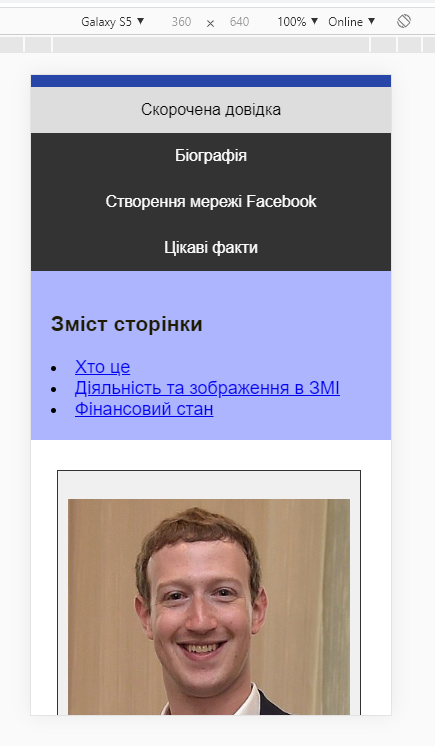 Galaxy S5 ▼ 360 × 640 100% ▼ Online ▼
Скорочена довідка
Біографія
Створення мережі Facebook
Цікаві факти
Зміст сторінки
• Хто це
• Діяльність та зображення в ЗМІ
• Фінансовий стан